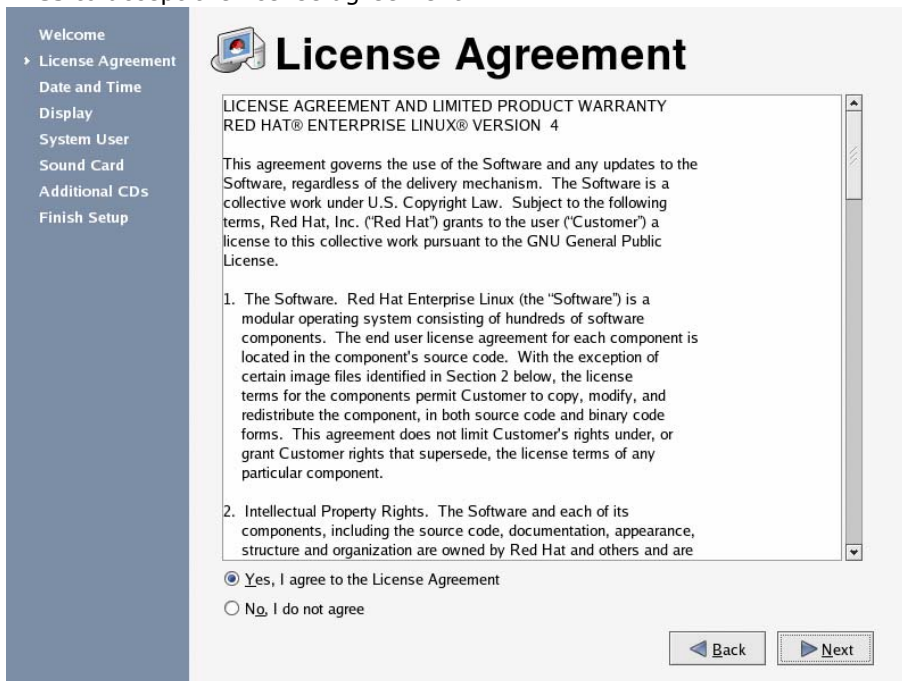 Welcome
License Agreement
Date and Time
Display
System User
Sound Card
Additional CDs
Finish Setup
License Agreement
LICENSE AGREEMENT AND LIMITED PRODUCT WARRANTY
RED HAT® ENTERPRISE LINUX® VERSION 4
This agreement governs the use of the Software and any updates to the
Software, regardless of the delivery mechanism. The Software is a
collective work under U.S. Copyright Law. Subject to the following
terms, Red Hat, Inc. (“Red Hat”) grants to the user (“Customer”) a
license to this collective work pursuant to the GNU General Public
License.
1. The Software. Red Hat Enterprise Linux (the “Software”) is a
modular operating system consisting of hundreds of software
components. The end user license agreement for each component is
located in the component's source code. With the exception of
certain image files identified in Section 2 below, the license
terms for the components permit Customer to copy, modify, and
redistribute the component, in both source code and binary code
forms. This agreement does not limit Customer's rights under, or
grant Customer rights that supersede, the license terms of any
particular component.
2. Intellectual Property Rights. The Software and each of its
components, including the source code, documentation, appearance,
structure and organization are owned by Red Hat and others and are
Yes, I agree to the License Agreement
No, I do not agree
Back
Next